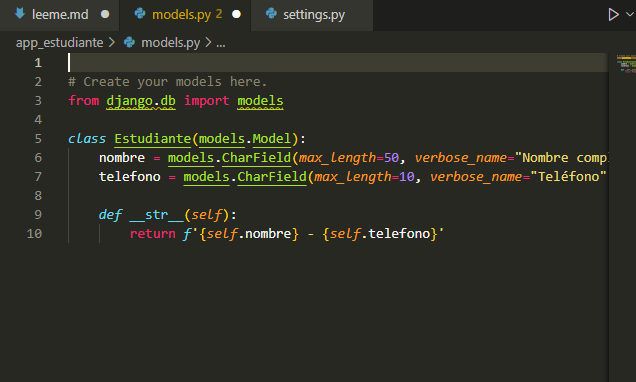 leeme.md models.py 2 settings.py
app_estudiante > models.py > ...
1
2 # Create your models here.
3 from django.db import models
4
5 class Estudiante(models.Model):
6 nombre = models.CharField(max_length=50, verbose_name="Nombre comp
7 telefono = models.CharField(max_length=10, verbose_name="Teléfono"
8
9 def __str__(self):
10 return f'{self.nombre} - {self.telefono}'